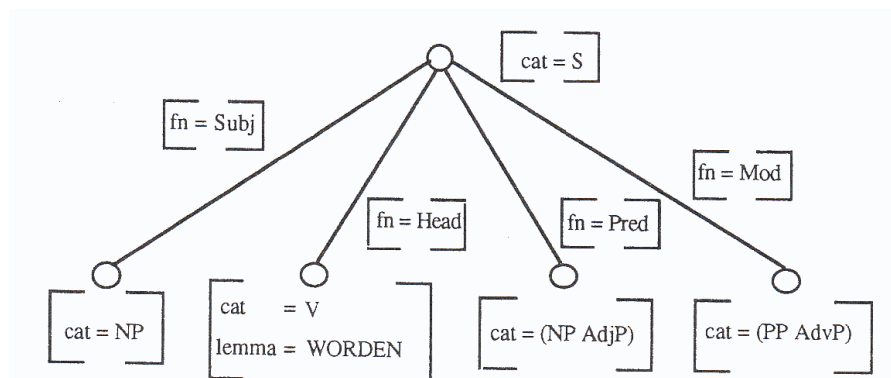 cat = S
fn = Subj
fn = Mod
fn = Head
fn = Pred
cat = NP
cat = V
lemma = WORDEN
cat = (NP AdjP)
cat = (PP AdvP)